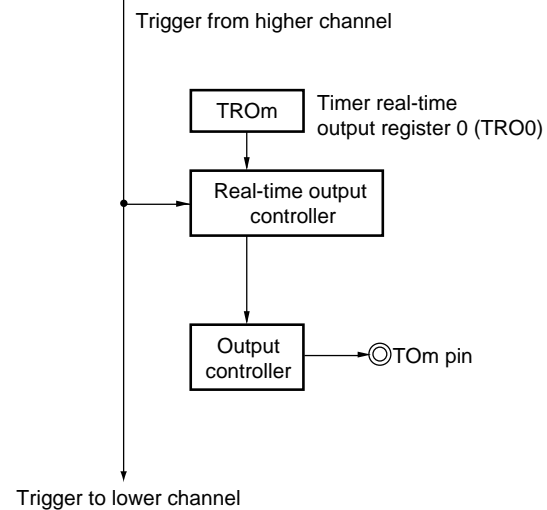 Trigger from higher channel
TROm
Timer real-time
output register 0 (TRO0)
Real-time output
controller
Output
controller
TOm pin
Trigger to lower channel